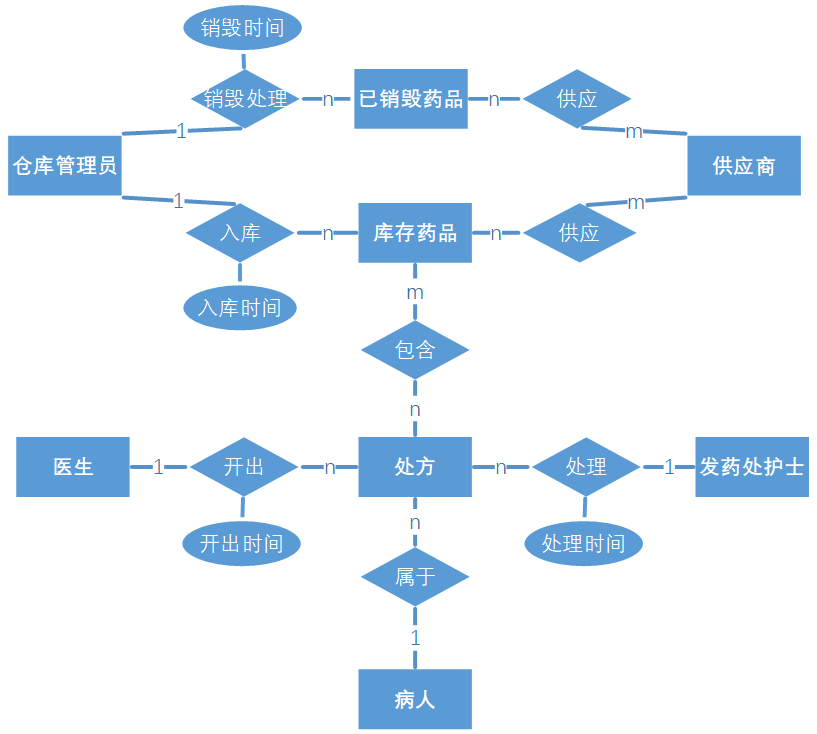 销毁时间
销毁处理
n
已销毁药品
n
供应
1
m
仓库管理员
供应商
1
m
入库
n
库存药品
n
供应
入库时间
m
包含
n
医生
1
开出
n
处方
n
处理
1
发药处护士
开出时间
n
处理时间
属于
1
病人